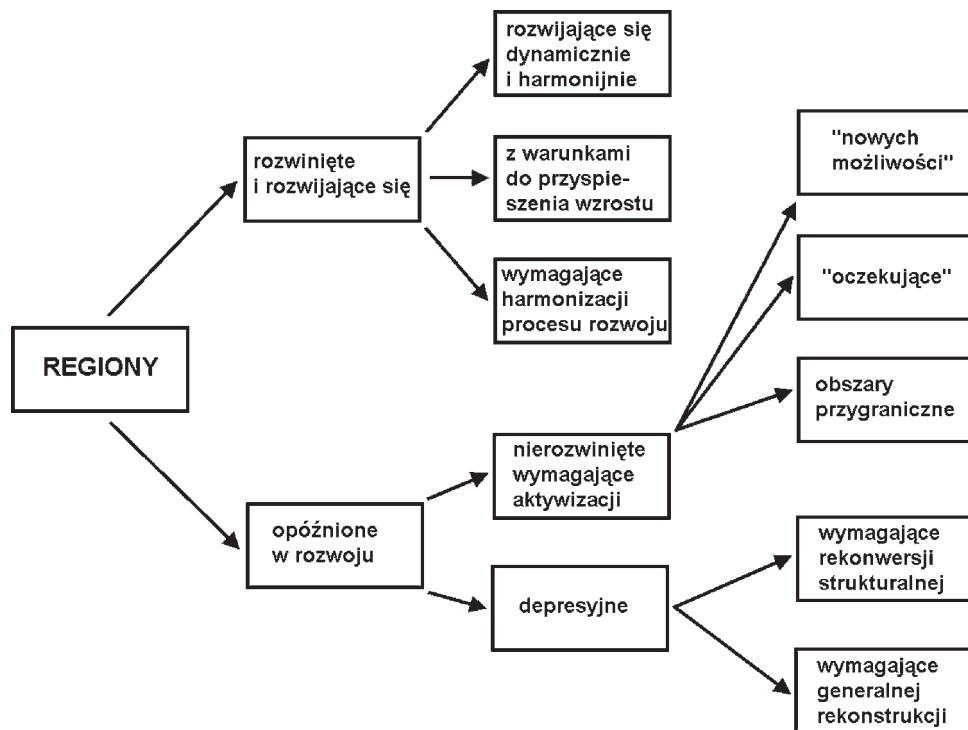 REGIONY
rozwinięte
i rozwijające się
opóźnione
w rozwoju
rozwijające się
dynamicznie
i harmonijnie
z warunkami
do przyspie-
szenia wzrostu
wymagające
harmonizacji
procesu rozwoju
nierozwinięte
wymagające
aktywizacji
depresyjne
"nowych
możliwości"
"oczekujące"
obszary
przygraniczne
wymagające
rekonwersji
strukturalnej
wymagające
generalnej
rekonstrukcji